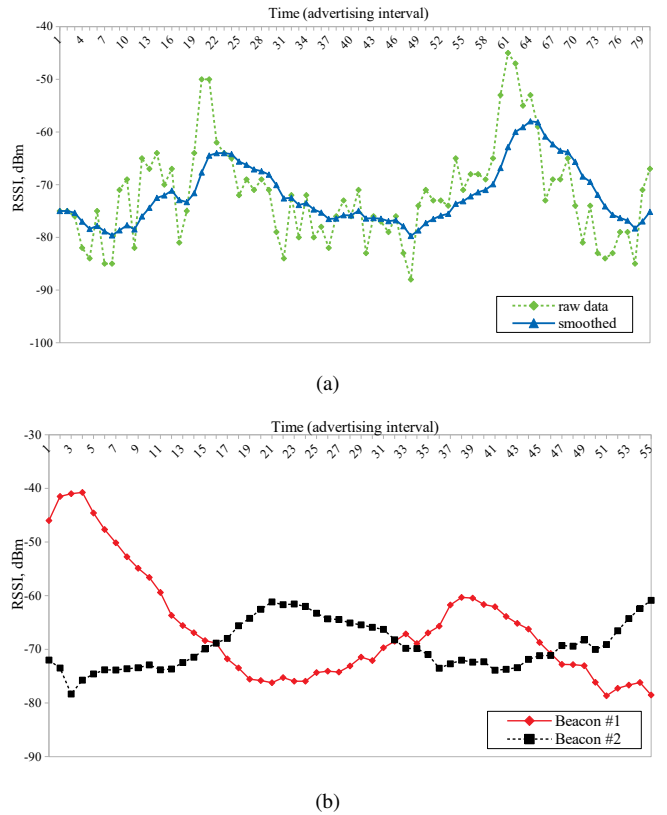 Time (advertising interval)
-40
1 4 7 10 13 16 19 22 25 28 31 34 37 40 43 46 49 52 55 58 61 64 67 70 73 76 79
-50
-60
RSSI, dBm
-70
-80
-90
raw data
smoothed
-100
(a)
Time (advertising interval)
-30
1 3 5 7 9 11 13 15 17 19 21 23 25 27 29 31 33 35 37 39 41 43 45 47 49 51 53 55
-40
-50
RSSI, dBm
-60
-70
-80
Beacon #1
Beacon #2
-90
(b)